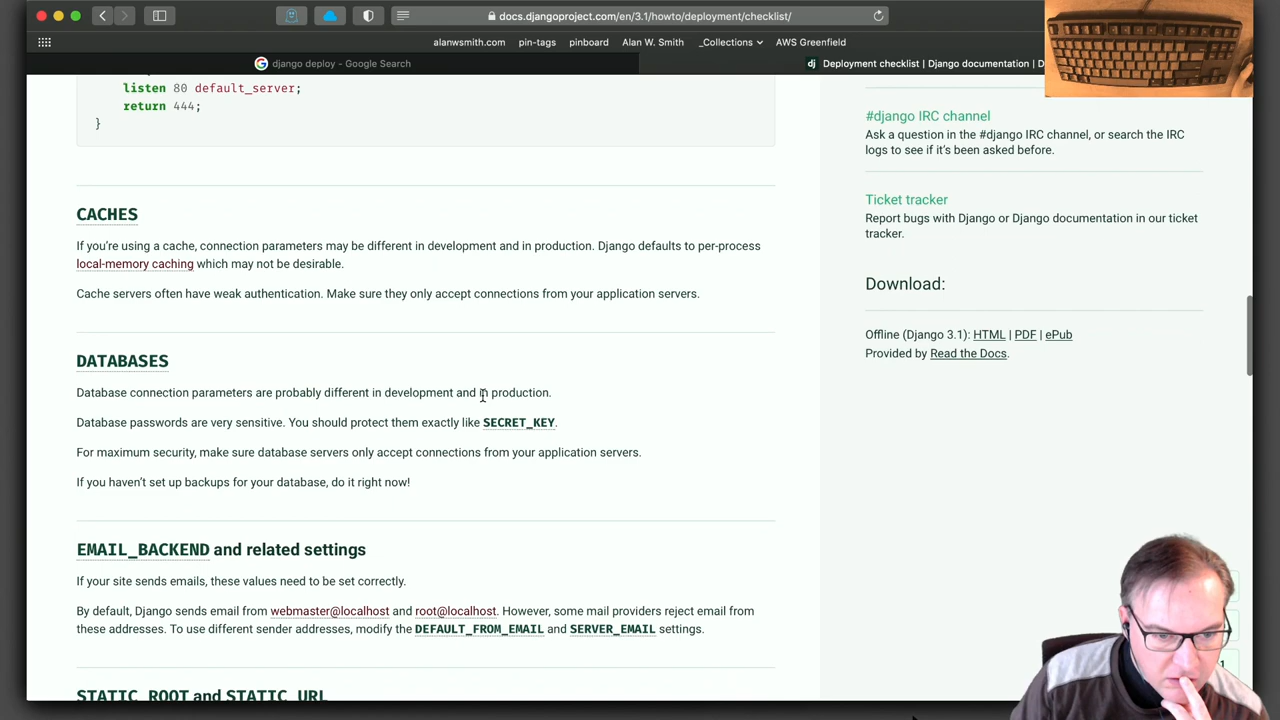 docs.djangoproject.com/en/3.1/howto/deployment/checklist/
alanwsmith.com pin-tags pinboard Alan W. Smith _Collections AWS Greenfield
django deploy - Google Search
dj Deployment checklist | Django documentation | D
listen 80 default_server;
return 444;
}
CACHES
If you're using a cache, connection parameters may be different in development and in production. Django defaults to per-process
local-memory caching which may not be desirable.
Cache servers often have weak authentication. Make sure they only accept connections from your application servers.
DATABASES
Database connection parameters are probably different in development and in production.
Database passwords are very sensitive. You should protect them exactly like SECRET_KEY.
For maximum security, make sure database servers only accept connections from your application servers.
If you haven't set up backups for your database, do it right now!
EMAIL_BACKEND and related settings
If your site sends emails, these values need to be set correctly.
By default, Django sends email from webmaster@localhost and root@localhost. However, some mail providers reject email from
these addresses. To use different sender addresses, modify the DEFAULT_FROM_EMAIL and SERVER_EMAIL settings.
STATIC_ROOT and STATIC_URL
#django IRC channel
Ask a question in the #django IRC channel, or search the IRC
logs to see if it's been asked before.
Ticket tracker
Report bugs with Django or Django documentation in our ticket
tracker.
Download:
Offline (Django 3.1): HTML | PDF | ePub
Provided by Read the Docs.
1